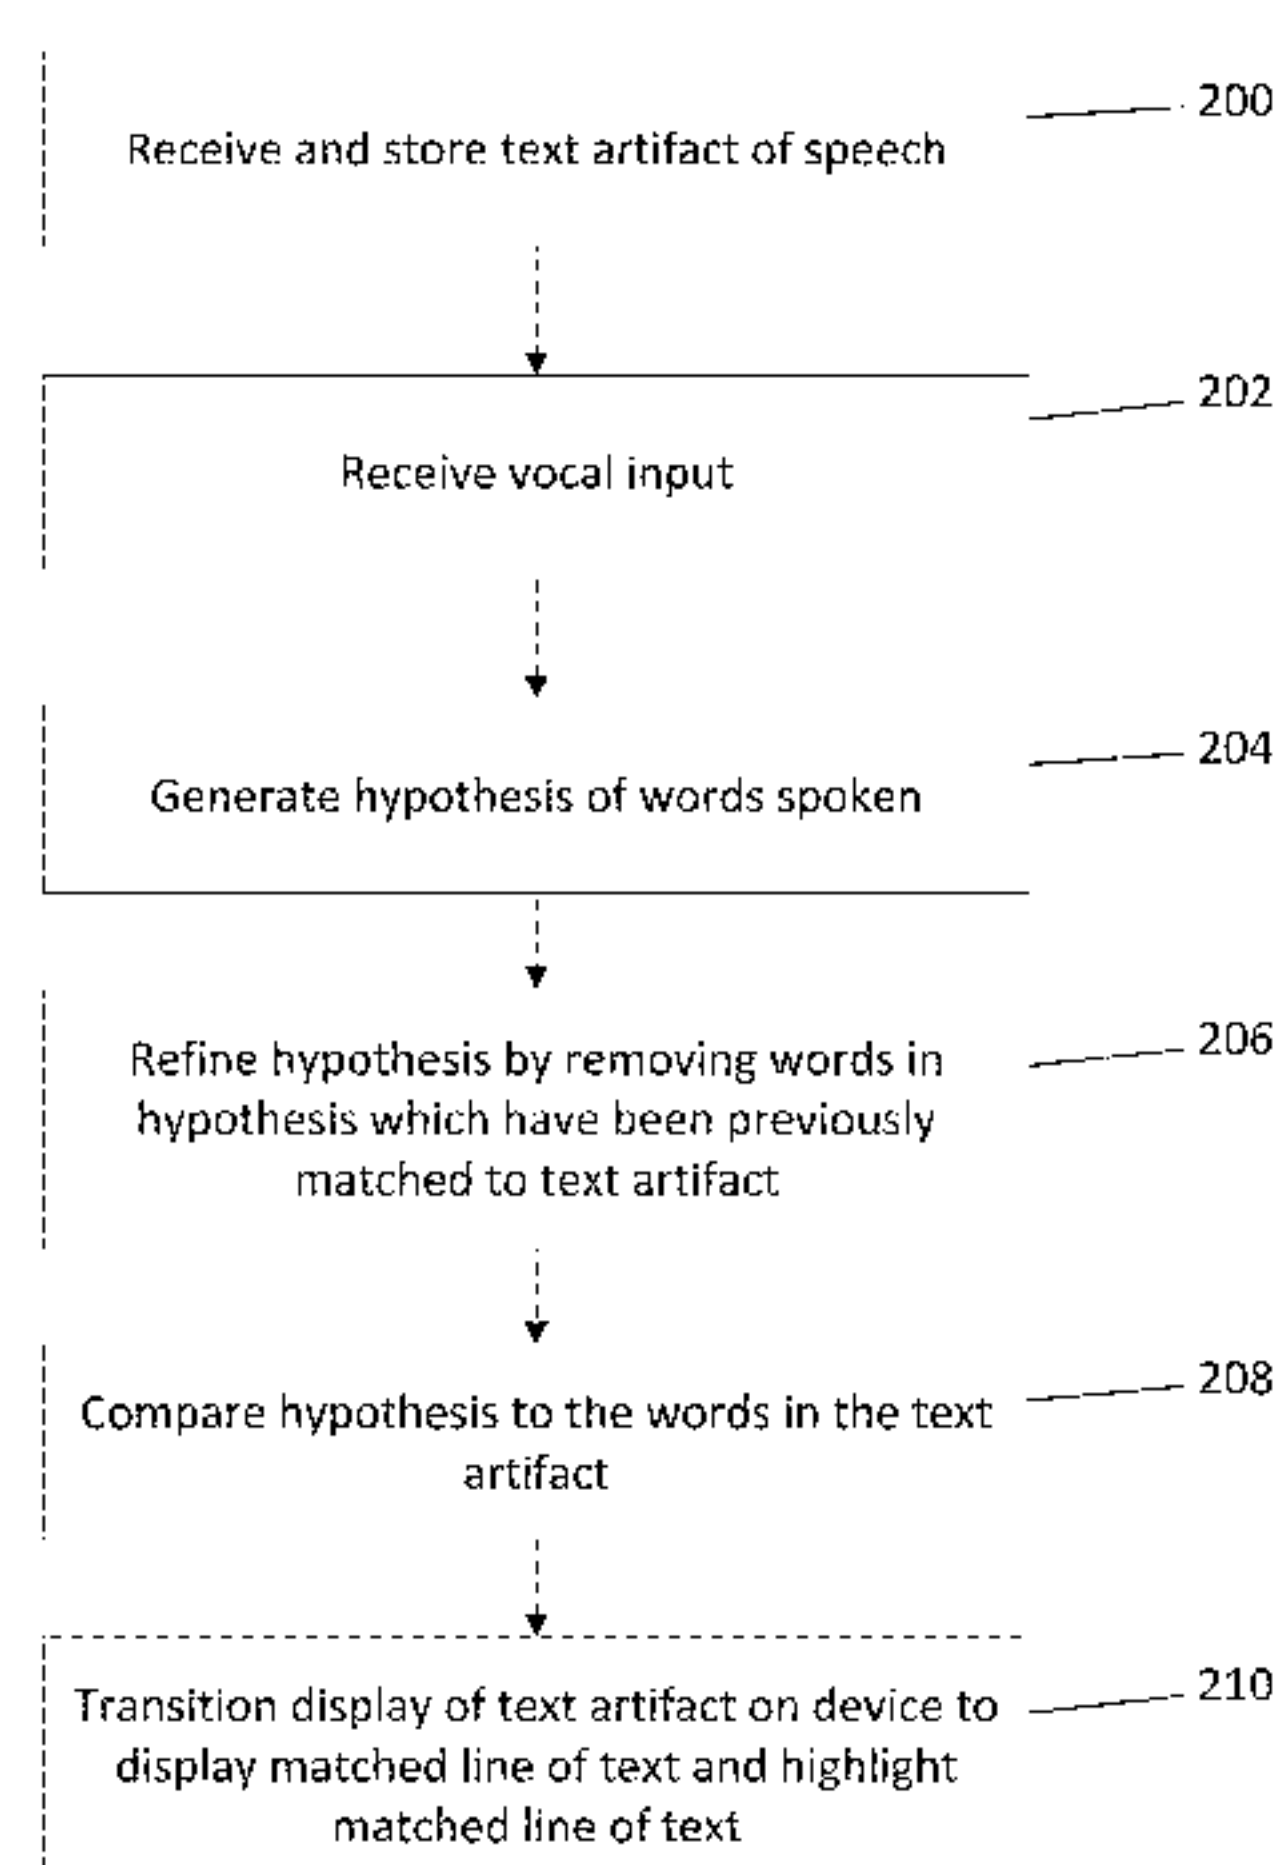 200
Receive and store text artifact of speech
202
Receive vocal input
204
Generate hypothesis of words spoken
206
Refine hypothesis by removing words in
hypothesis which have been previously
matched to text artifact
208
Compare hypothesis to the words in the text
artifact
210
Transition display of text artifact on device to
display matched line of text and highlight
matched line of text